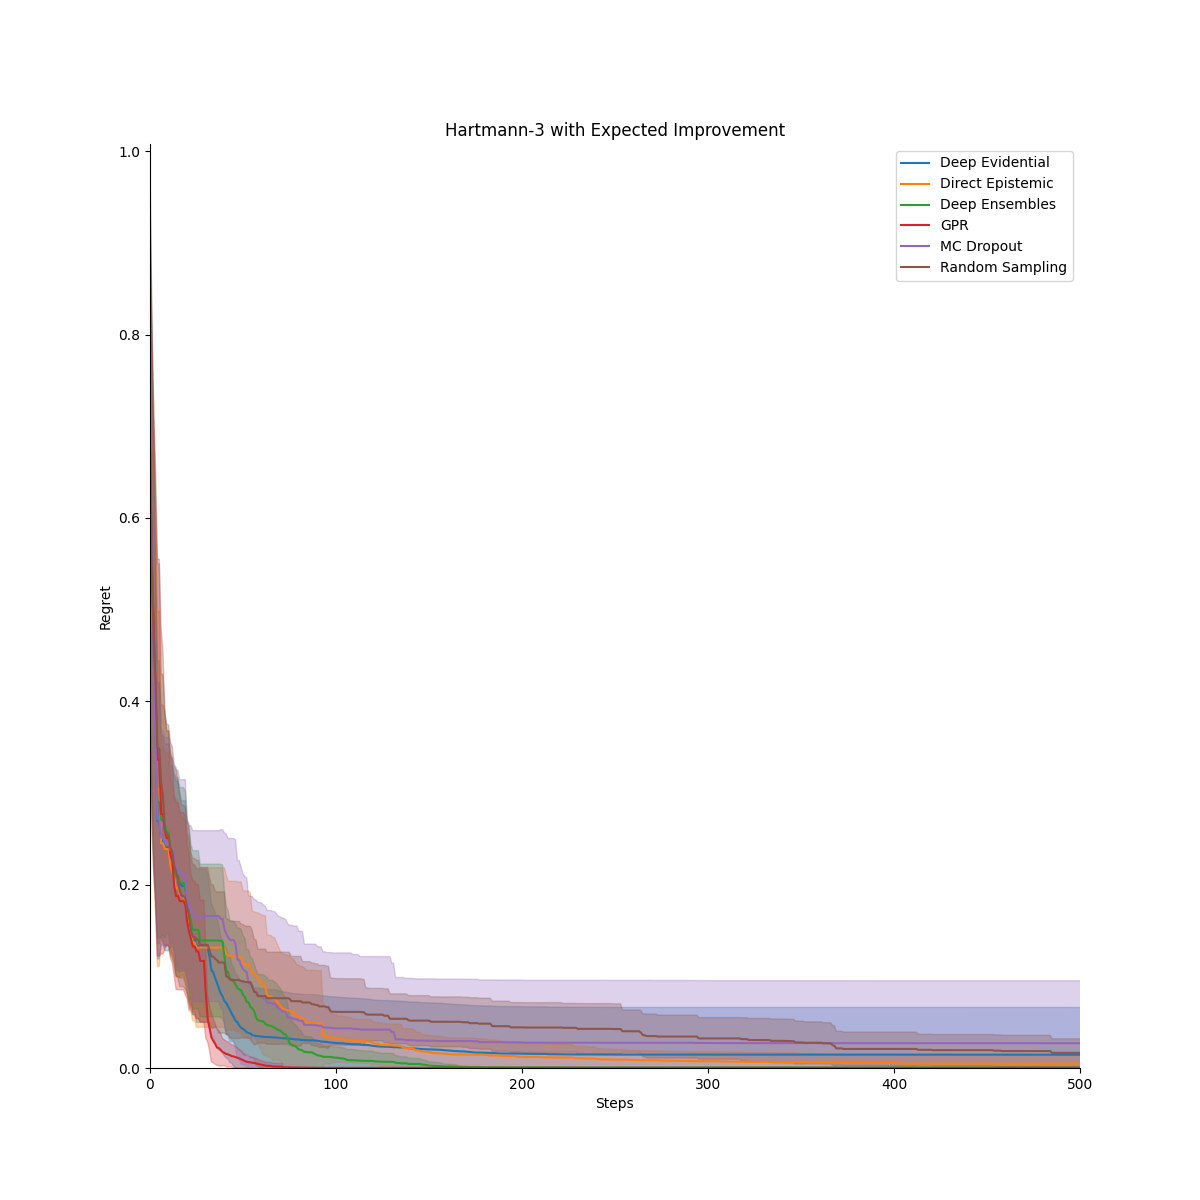 Hartmann-3 with Expected Improvement
Deep Evidential
Direct Epistemic
Deep Ensembles
GPR
MC Dropout
Random Sampling
Regret
1.0
0.8
0.6
0.4
0.2
0.0
0 100 200 300 400 500
Steps